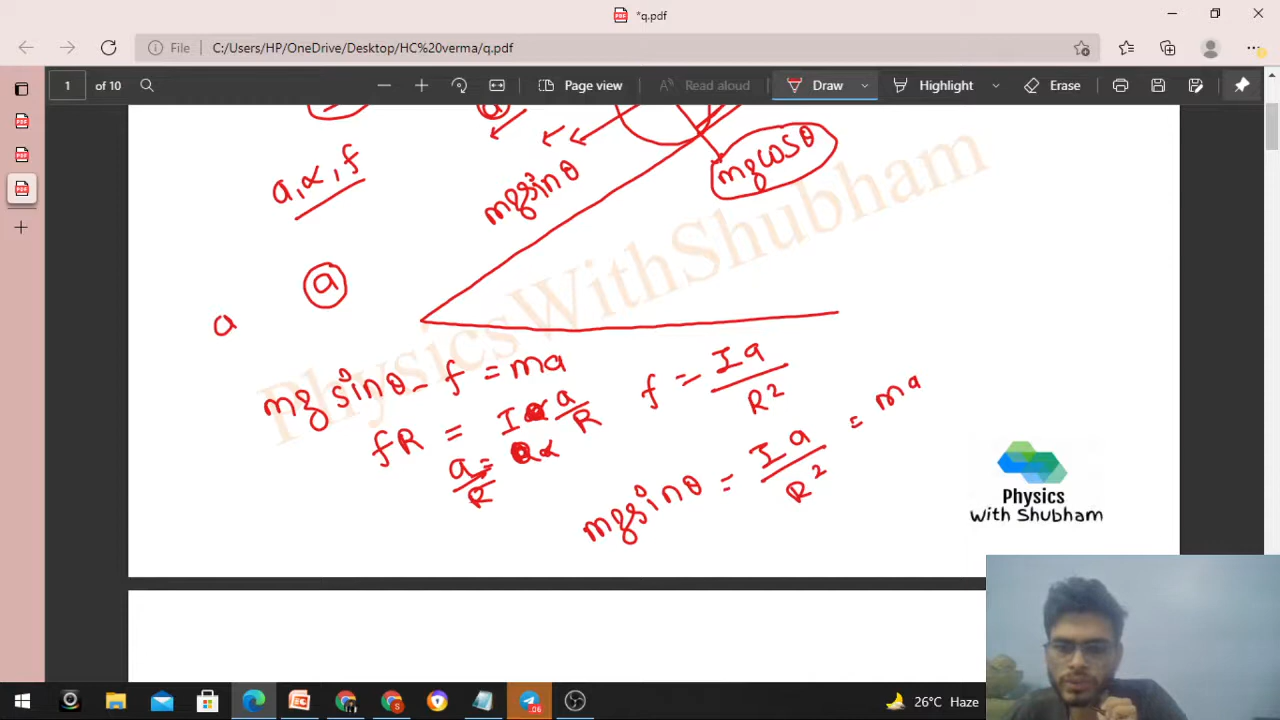 *q.pdf
File C:/Users/HP/OneDrive/Desktop/HC%20verma/q.pdf
1 of 10 Page view Read aloud Draw Highlight Erase
a
mg cosθ
a, α, f
mg sinθ
PhysicsWithShubham
a
a
mg sinθ - f = ma
f = Ia/R²
fR = I a/R
a/R = α
mg sinθ = Ia/R² = ma
Physics
With Shubham
06
26°C Haze